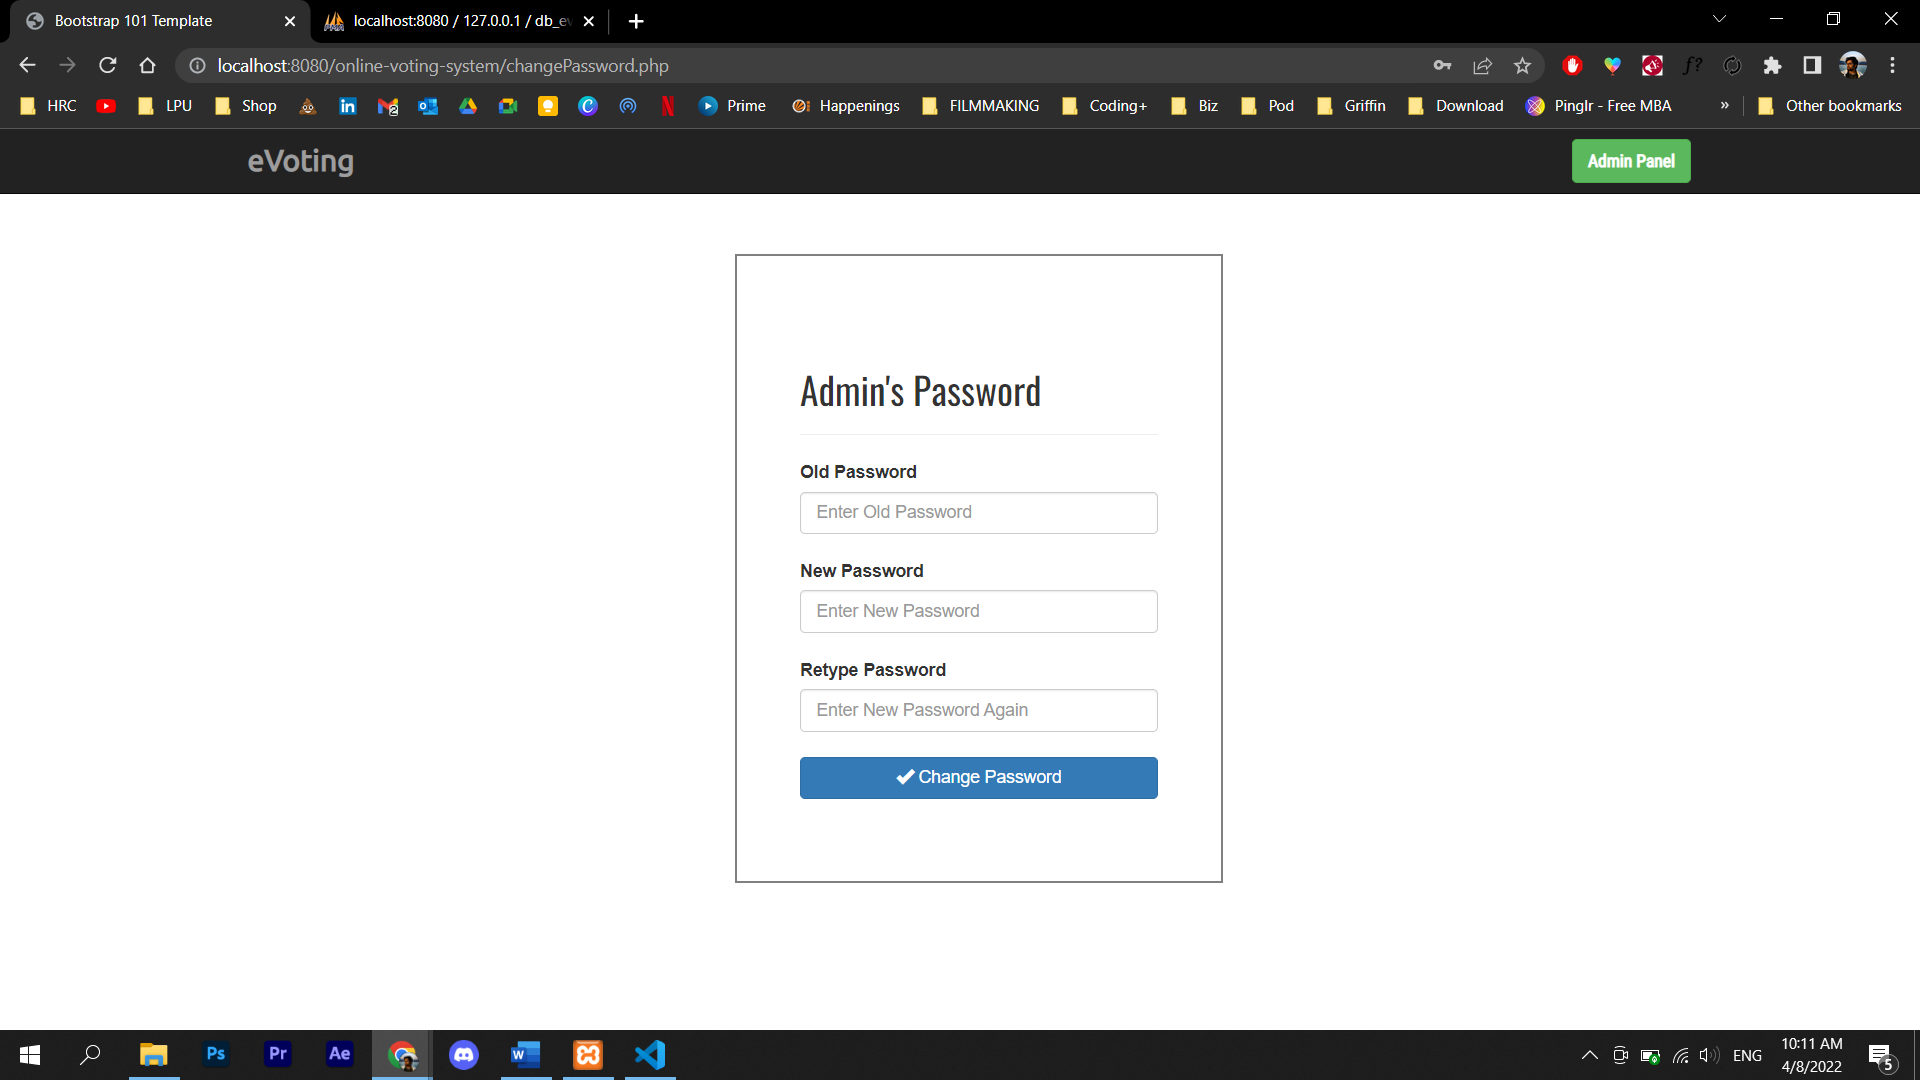 Bootstrap 101 Template
localhost:8080 / 127.0.0.1 / db_ev
localhost:8080/online-voting-system/changePassword.php
f?
HRC LPU Shop Prime Happenings FILMMAKING Coding+ Biz Pod Griffin Download Pinglr - Free MBA » Other bookmarks
eVoting
Admin Panel
Admin's Password
Old Password
Enter Old Password
New Password
Enter New Password
Retype Password
Enter New Password Again
Change Password
Ps Pr Ae
ENG
10:11 AM
4/8/2022
5